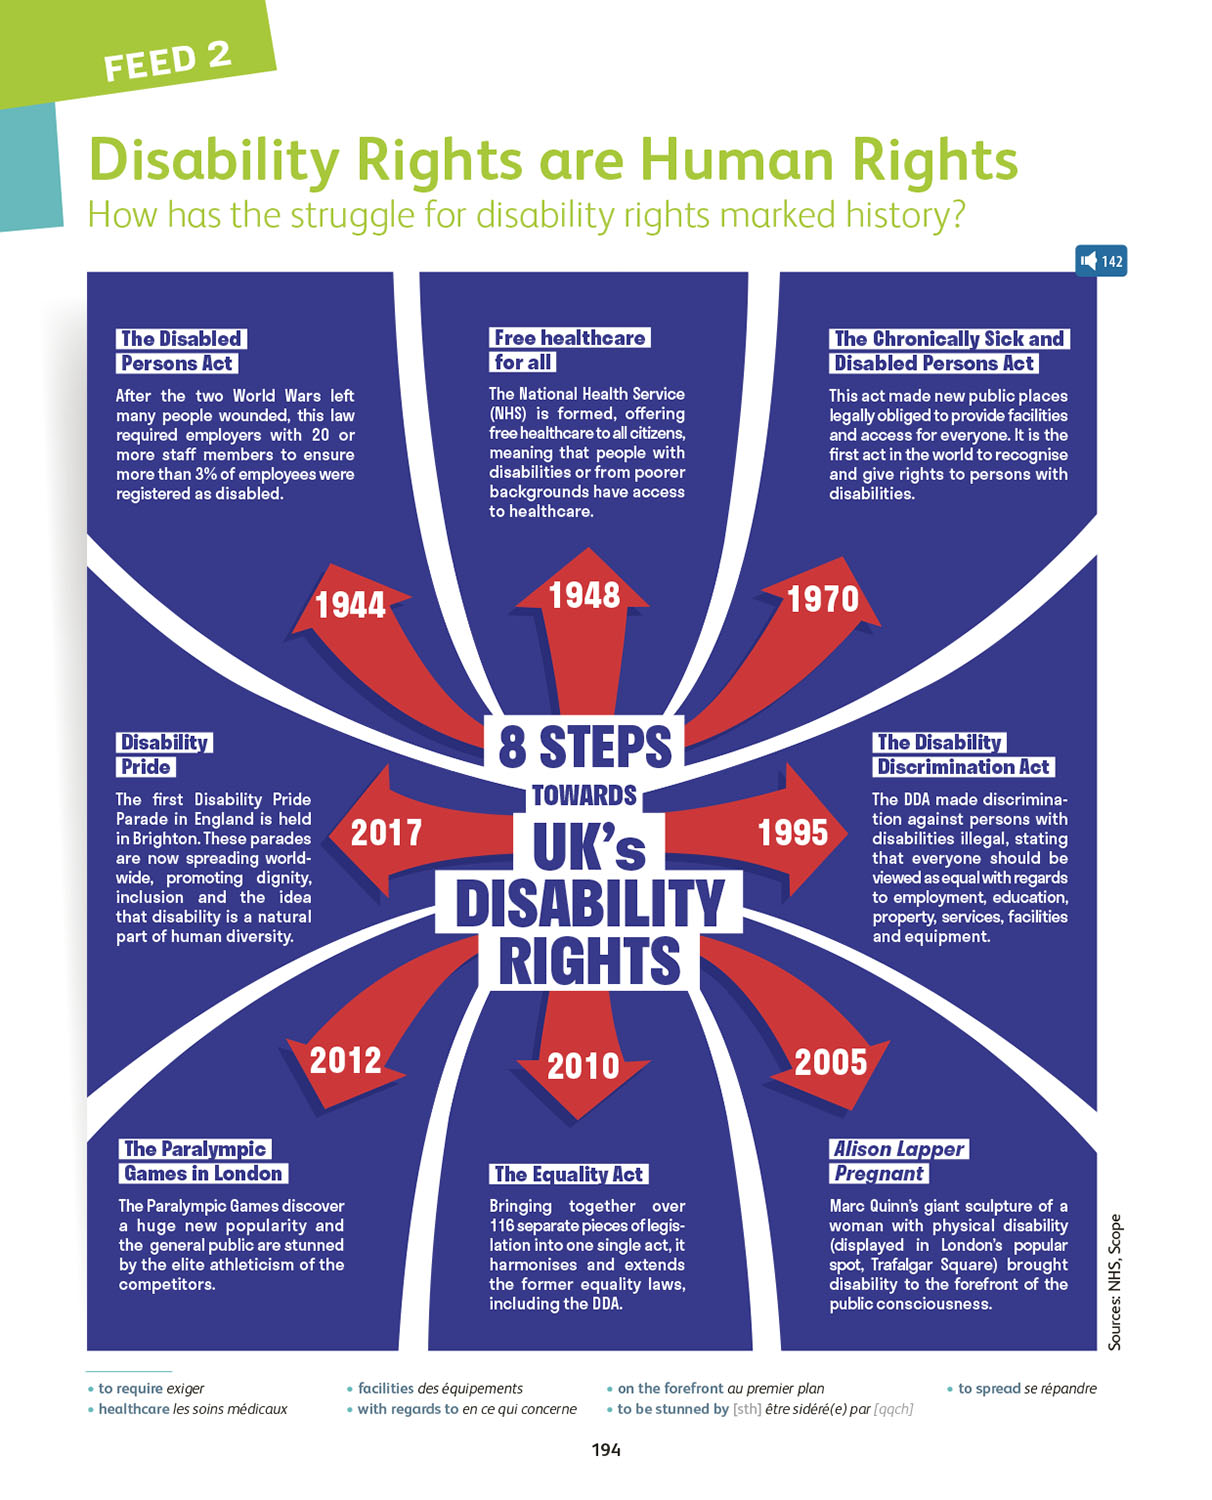 FEED 2
Disability Rights are Human Rights
How has the struggle for disability rights marked history?
142
The Disabled
Persons Act
After the two World Wars left
many people wounded, this law
required employers with 20 or
more staff members to ensure
more than 3% of employees were
registered as disabled.
1944
Free healthcare
for all
The National Health Service
(NHS) is formed, offering
free healthcare to all citizens,
meaning that people with
disabilities or from poorer
backgrounds have access
to healthcare.
1948
The Chronically Sick and
Disabled Persons Act
This act made new public places
legally obliged to provide facilities
and access for everyone. It is the
first act in the world to recognise
and give rights to persons with
disabilities.
1970
8 STEPS
TOWARDS
UK's
DISABILITY
RIGHTS
The Disability
Discrimination Act
The DDA made discrimina-
tion against persons with
disabilities illegal, stating
that everyone should be
viewed as equal with regards
to employment, education,
property, services, facilities
and equipment.
1995
2005
Alison Lapper
Pregnant
Marc Quinn's giant sculpture of a
woman with physical disability
(displayed in London's popular
spot, Trafalgar Square) brought
disability to the forefront of the
public consciousness.
2010
The Equality Act
Bringing together over
116 separate pieces of legis-
lation into one single act, it
harmonises and extends
the former equality laws,
including the DDA.
2012
The Paralympic
Games in London
The Paralympic Games discover
a huge new popularity and
the general public are stunned
by the elite athleticism of the
competitors.
Disability
Pride
The first Disability Pride
Parade in England is held
in Brighton. These parades
are now spreading world-
wide, promoting dignity,
inclusion and the idea
that disability is a natural
part of human diversity.
2017
Sources: NHS, Scope
• to require exiger
• healthcare les soins médicaux
• facilities des équipements
• with regards to en ce qui concerne
• on the forefront au premier plan
• to be stunned by [sth] être sidéré(e) par [qqch]
• to spread se répandre
194